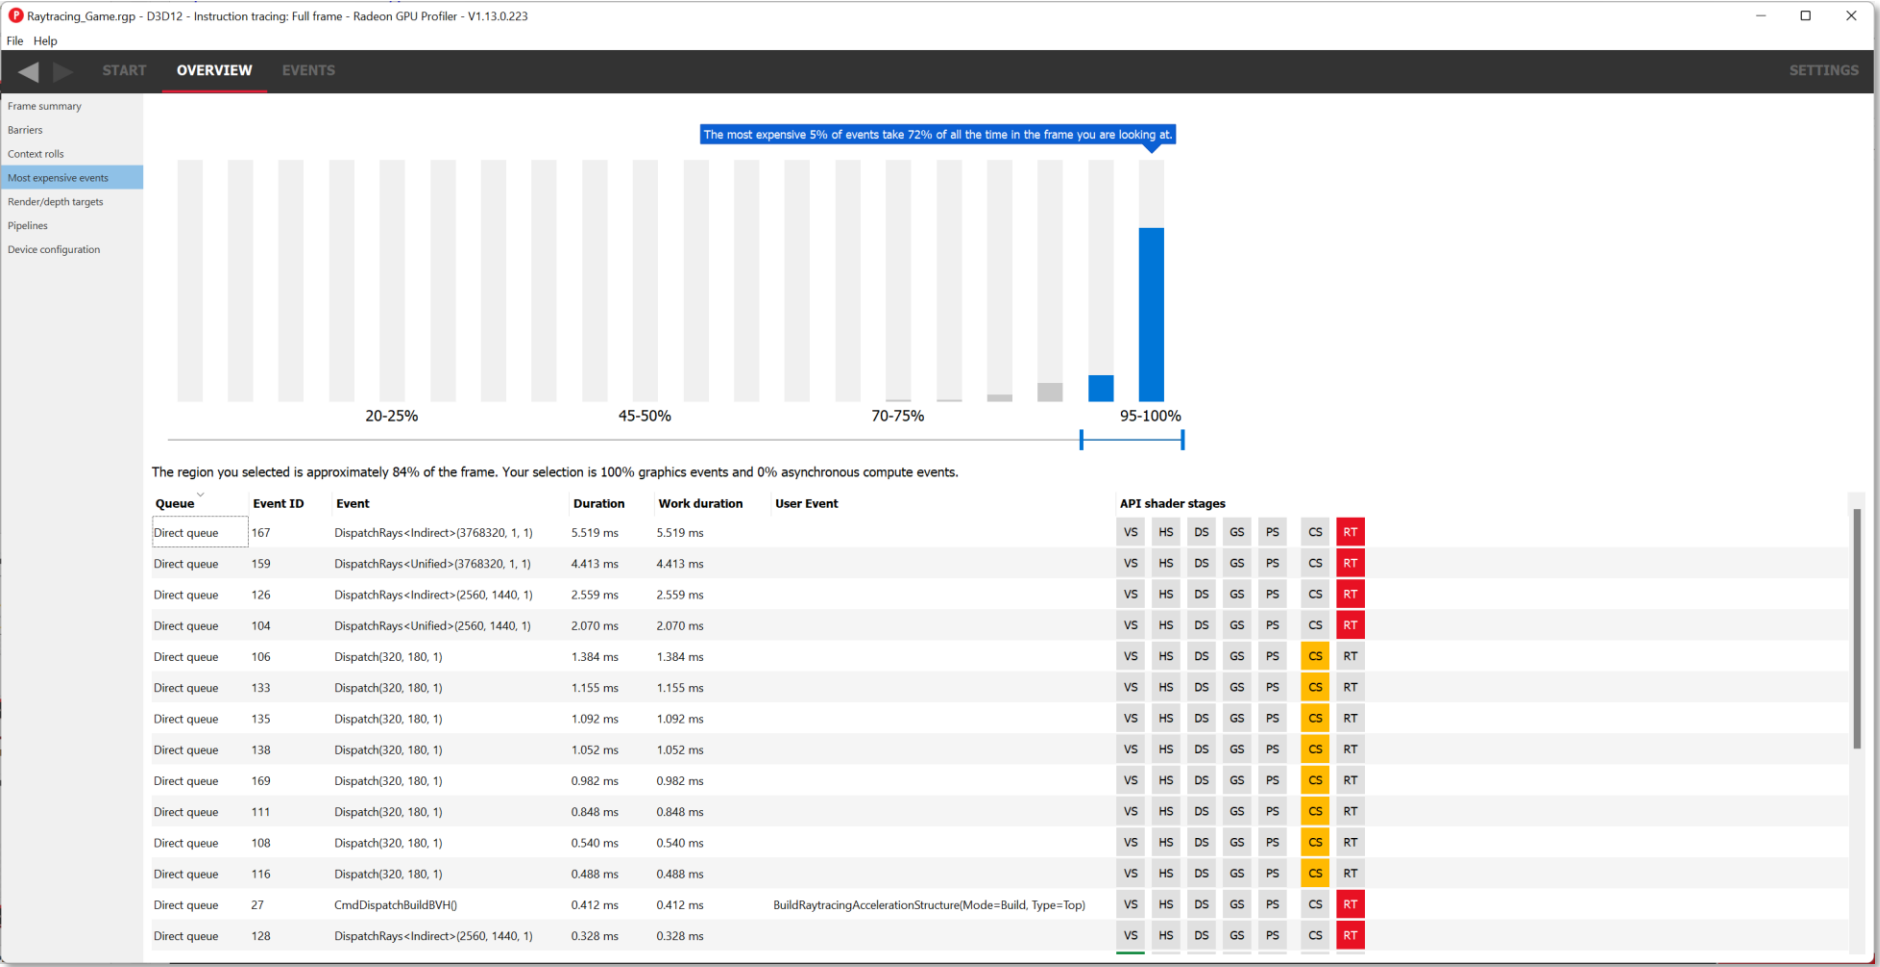 Raytracing_Game.rgp - D3D12 - Instruction tracing: Full frame - Radeon GPU Profiler - V1.13.0.223
File Help
START OVERVIEW EVENTS SETTINGS
Frame summary
Barriers
Context rolls
Most expensive events
Render/depth targets
Pipelines
Device configuration
The most expensive 5% of events take 72% of all the time in the frame you are looking at.
20-25% 45-50% 70-75% 95-100%
The region you selected is approximately 84% of the frame. Your selection is 100% graphics events and 0% asynchronous compute events.
Queue Event ID Event Duration Work duration User Event API shader stages
Direct queue 167 DispatchRays<Indirect>(3768320, 1, 1) 5.519 ms 5.519 ms VS HS DS GS PS CS RT
Direct queue 159 DispatchRays<Unified>(3768320, 1, 1) 4.413 ms 4.413 ms VS HS DS GS PS CS RT
Direct queue 126 DispatchRays<Indirect>(2560, 1440, 1) 2.559 ms 2.559 ms VS HS DS GS PS CS RT
Direct queue 104 DispatchRays<Unified>(2560, 1440, 1) 2.070 ms 2.070 ms VS HS DS GS PS CS RT
Direct queue 106 Dispatch(320, 180, 1) 1.384 ms 1.384 ms VS HS DS GS PS CS RT
Direct queue 133 Dispatch(320, 180, 1) 1.155 ms 1.155 ms VS HS DS GS PS CS RT
Direct queue 135 Dispatch(320, 180, 1) 1.092 ms 1.092 ms VS HS DS GS PS CS RT
Direct queue 138 Dispatch(320, 180, 1) 1.052 ms 1.052 ms VS HS DS GS PS CS RT
Direct queue 169 Dispatch(320, 180, 1) 0.982 ms 0.982 ms VS HS DS GS PS CS RT
Direct queue 111 Dispatch(320, 180, 1) 0.848 ms 0.848 ms VS HS DS GS PS CS RT
Direct queue 108 Dispatch(320, 180, 1) 0.540 ms 0.540 ms VS HS DS GS PS CS RT
Direct queue 116 Dispatch(320, 180, 1) 0.488 ms 0.488 ms VS HS DS GS PS CS RT
Direct queue 27 CmdDispatchBuildBVH() 0.412 ms 0.412 ms BuildRaytracingAccelerationStructure(Mode=Build, Type=Top) VS HS DS GS PS CS RT
Direct queue 128 DispatchRays<Indirect>(2560, 1440, 1) 0.328 ms 0.328 ms VS HS DS GS PS CS RT